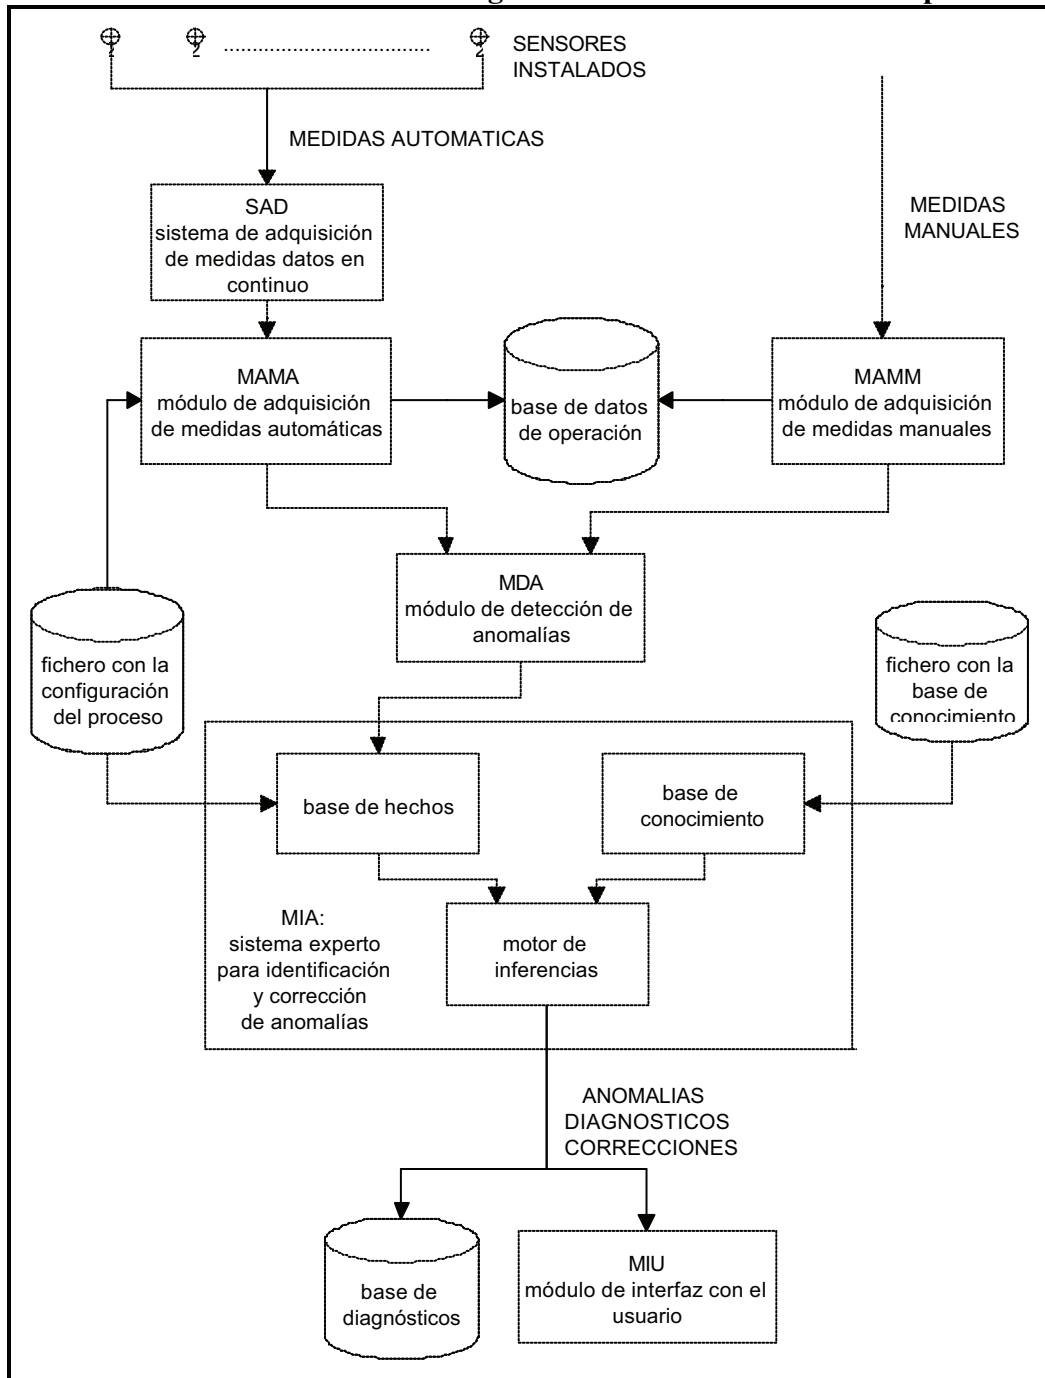 2 2 .................................... 2 SENSORES
INSTALADOS
MEDIDAS AUTOMATICAS
MEDIDAS
MANUALES
SAD
sistema de adquisición
de medidas datos en
continuo
MAMA
módulo de adquisición
de medidas automáticas
base de datos
de operación
MAMM
módulo de adquisición
de medidas manuales
MDA
módulo de detección de
anomalías
fichero con la
configuración
del proceso
fichero con la
base de
conocimiento
base de hechos
base de
conocimiento
MIA:
sistema experto
para identificación
y corrección
de anomalías
motor de
inferencias
ANOMALIAS
DIAGNOSTICOS
CORRECCIONES
base de
diagnósticos
MIU
módulo de interfaz con el
usuario